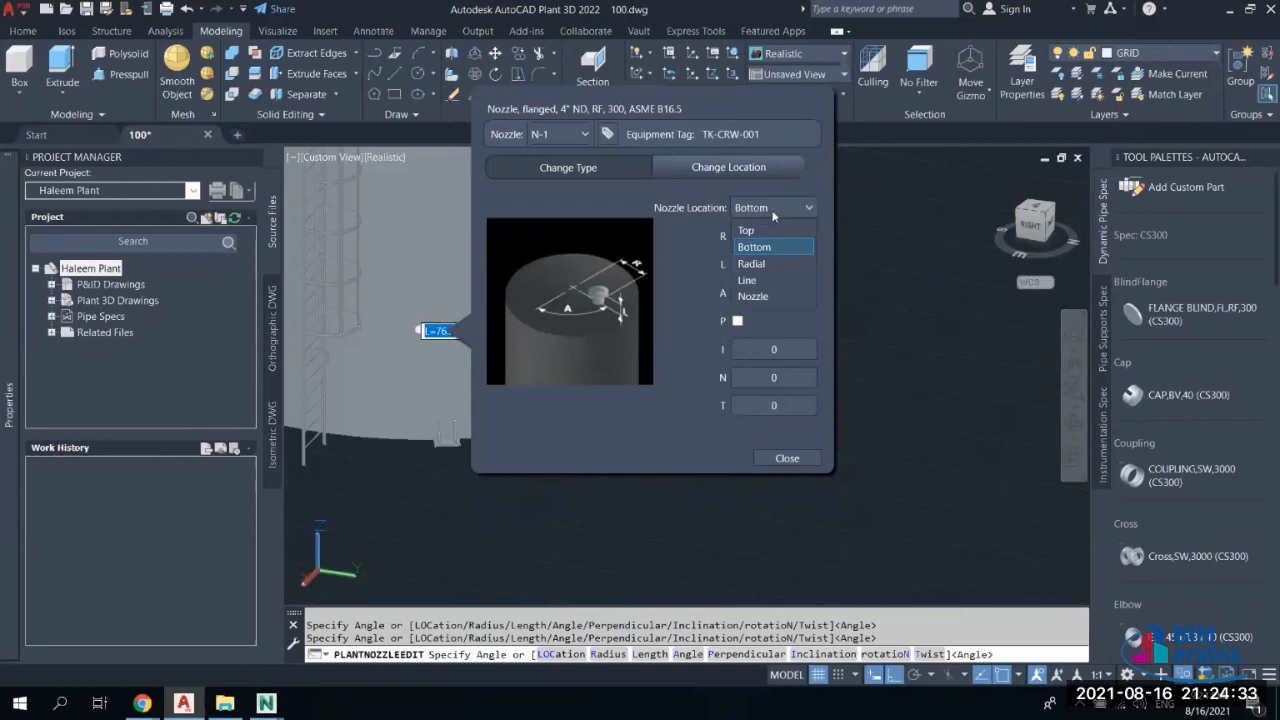 Share
Autodesk AutoCAD Plant 3D 2022
100.dwg
Type a keyword or phrase
Sign In
Home
Isos
Structure
Analysis
Modeling
Visualize
Insert
Annotate
Manage
Output
Add-ins
Collaborate
Vault
Express Tools
Featured Apps
Box
Extrude
Polysolid
Presspull
Smooth
Object
Extract Edges
Extrude Faces
Separate
Section
Realistic
Unsaved View
Culling
No Filter
Move
Gizmo
Layer
Properties
GRID
Make Current
Match Layer
Group
Modeling
Mesh
Solid Editing
Selection
Layers
Groups
Start
100*
PROJECT MANAGER
Current Project:
Haleem Plant
Project
Search
Haleem Plant
P&ID Drawings
Plant 3D Drawings
Pipe Specs
Related Files
Work History
Properties
Source Files
Orthographic DWG
Isometric DWG
[−][Custom View][Realistic]
L=76.
Nozzle, flanged, 4" ND, RF, 300, ASME B16.5
Nozzle:
N-1
Equipment Tag:
TK-CRW-001
Change Type
Change Location
Nozzle Location:
Bottom
Top
Bottom
Radial
Line
Nozzle
R
L
A
P
I
0
N
0
T
0
R
A
L
Close
RIGHT
WCS
TOOL PALETTES - AUTOCA...
Add Custom Part
Spec: CS300
BlindFlange
FLANGE BLIND,FL,RF,300
(CS300)
Cap
CAP,BV,40 (CS300)
Coupling
COUPLING,SW,3000
(CS300)
Cross
Cross,SW,3000 (CS300)
Elbow
(CS300)
Dynamic Pipe Spec
Pipe Supports Spec
Instrumentation Spec
Z
Y
Specify Angle or [LOCation/Radius/Length/Angle/Perpendicular/Inclination/rotatioN/Twist]<Angle>
Specify Angle or [LOCation/Radius/Length/Angle/Perpendicular/Inclination/rotatioN/Twist]<Angle>
PLANTNOZZLEEDIT Specify Angle or [LOCation Radius Length Angle Perpendicular Inclination rotatioN Twist]<Angle>
MODEL
1:1
BIM
arabia
2021-08-16 21:24:33
ENG
8/16/2021